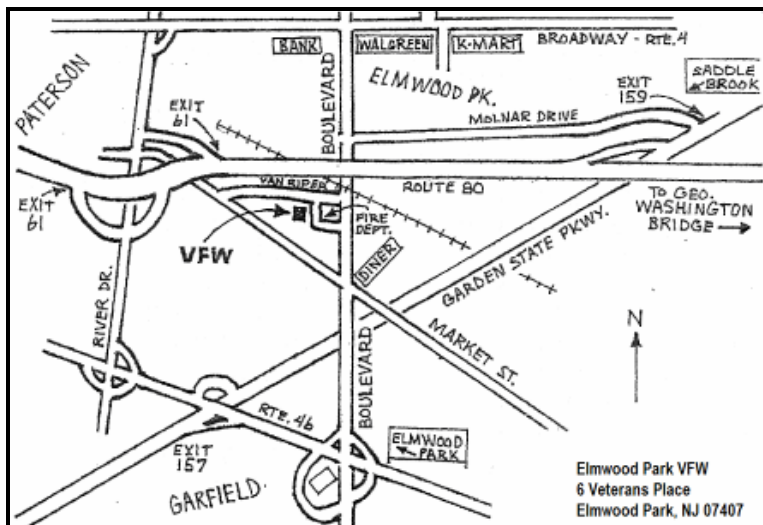 BANK
WALGREEN
K-MART
BROADWAY - RTE.4
PATERSON
BOULEVARD
ELMWOOD PK.
EXIT
159
SADDLE
BROOK
EXIT
61
MOLNAR DRIVE
VAN RIPER
ROUTE 80
EXIT
61
FIRE
DEPT.
TO GEO.
WASHINGTON
BRIDGE
VFW
DINER
GARDEN STATE PKWY.
RIVER DR.
BOULEVARD
MARKET ST.
N
RTE. 46
EXIT
157
ELMWOOD
PARK
GARFIELD
Elmwood Park VFW
6 Veterans Place
Elmwood Park, NJ 07407